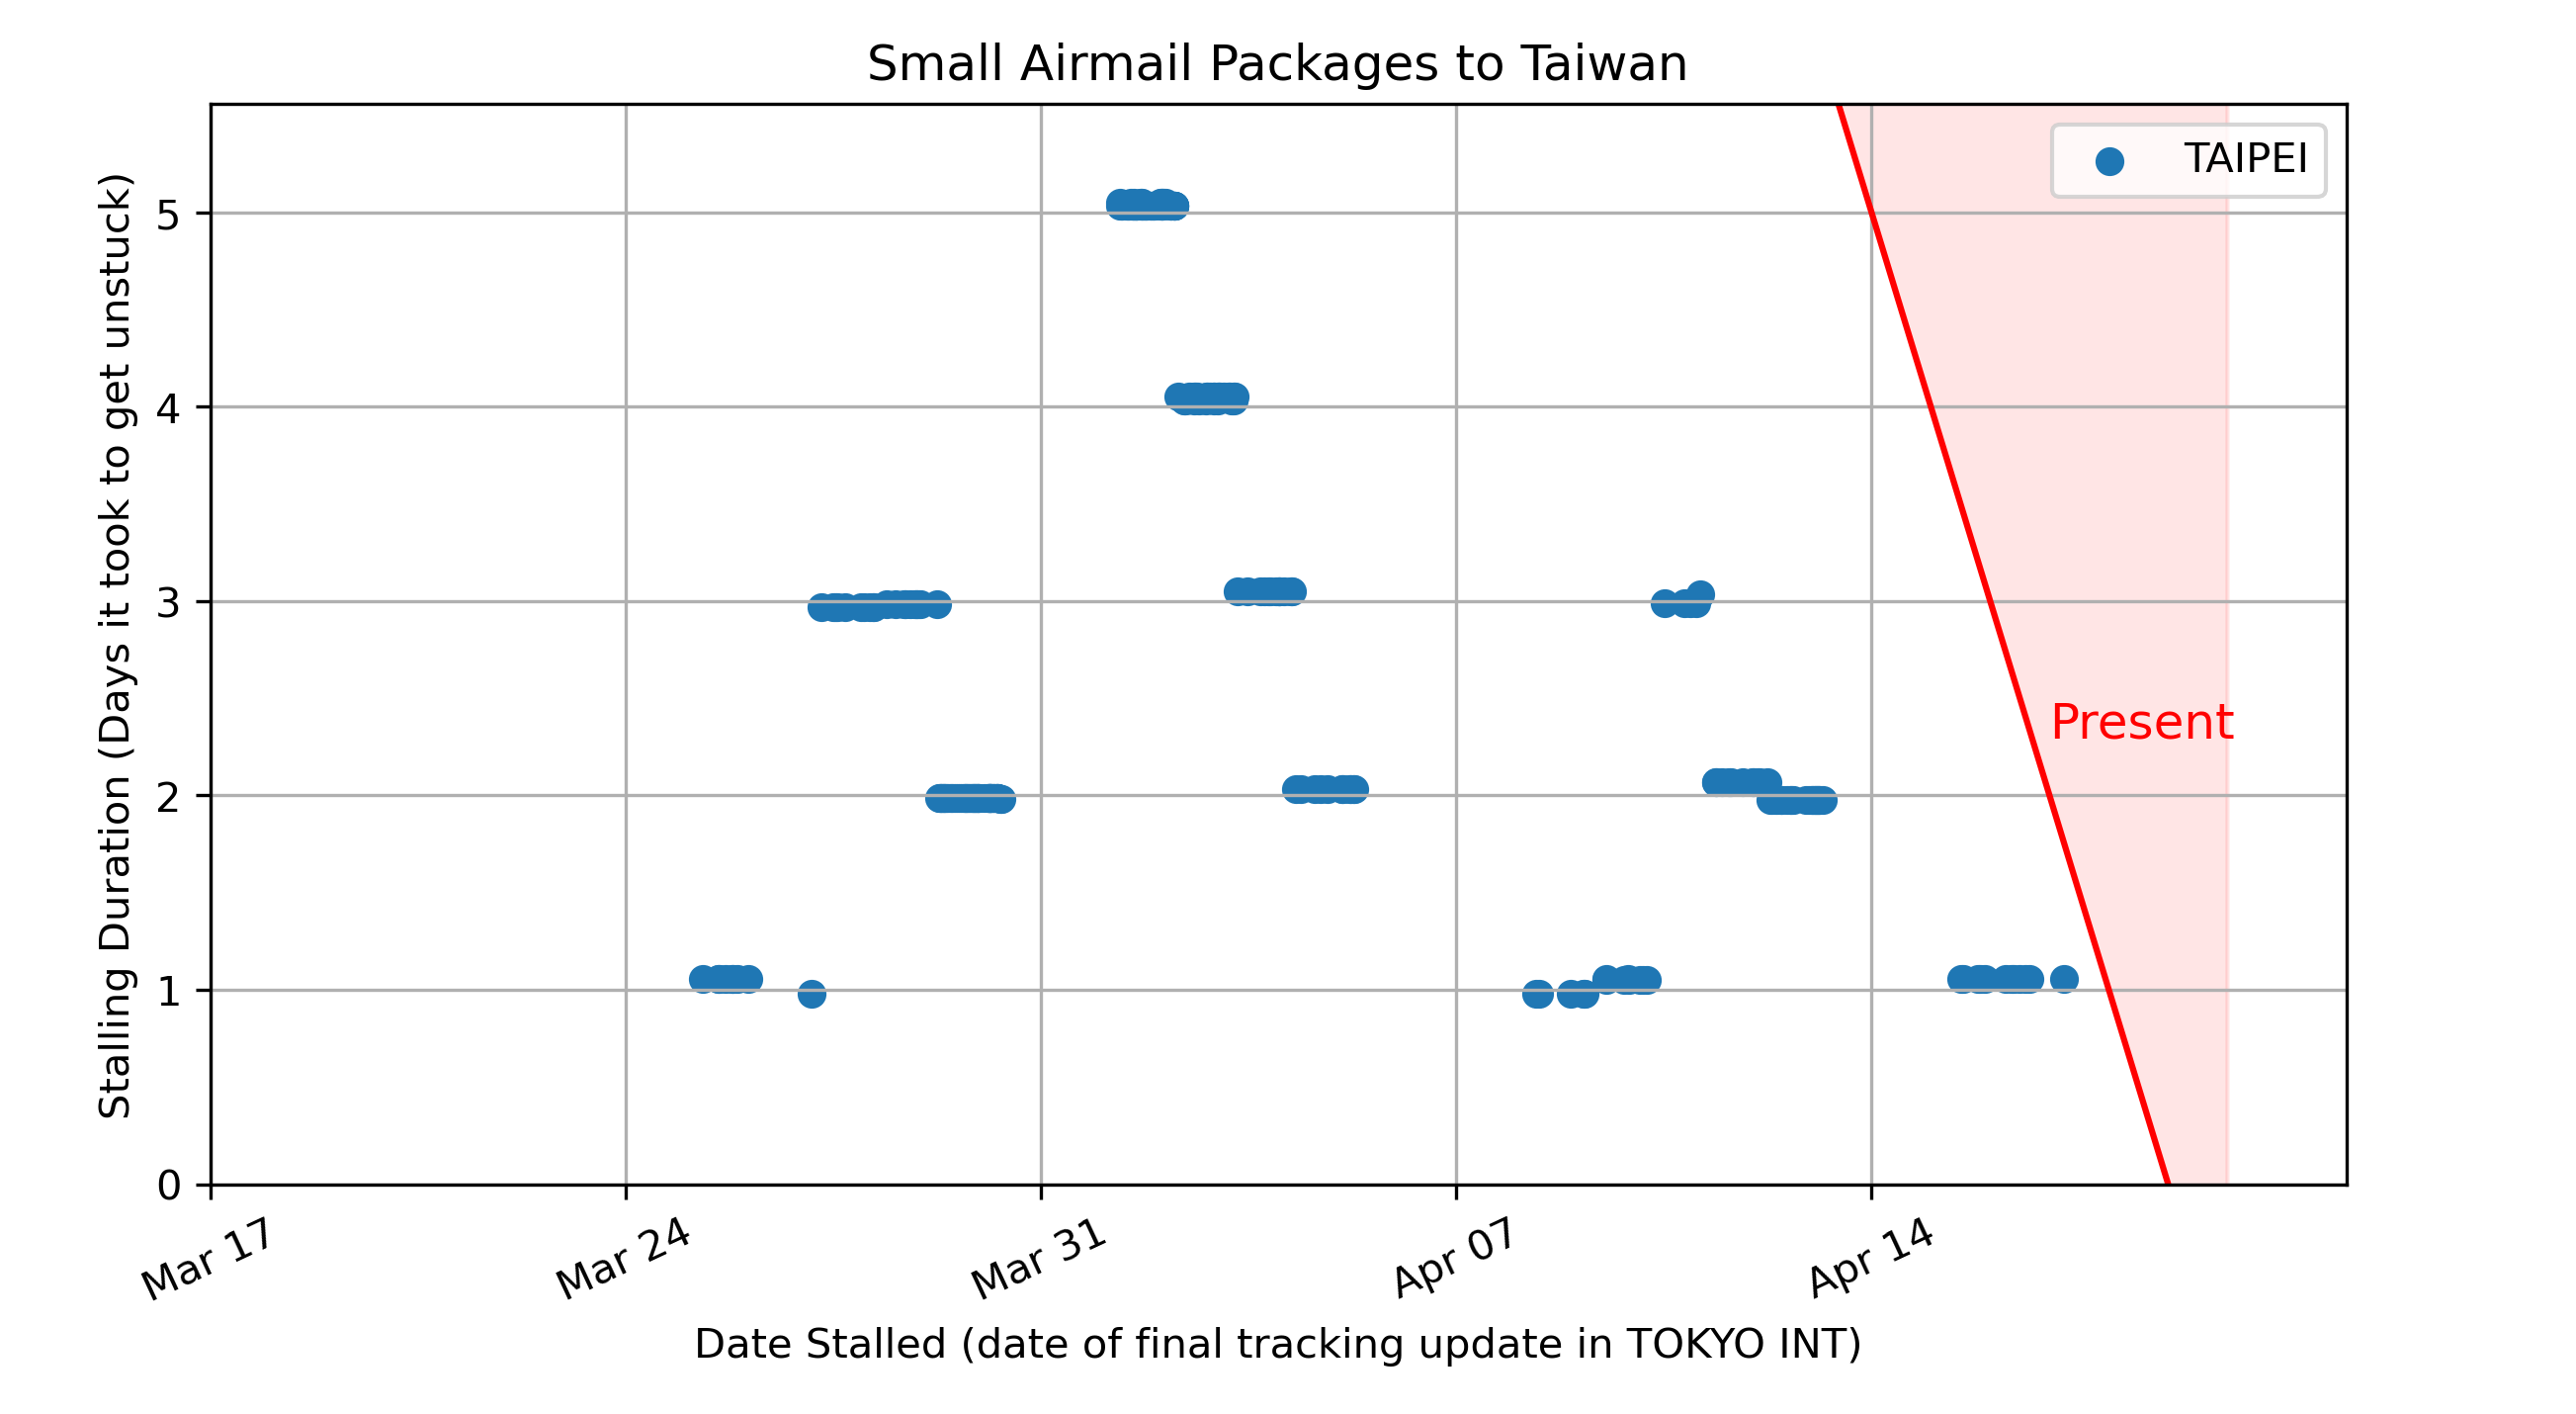 Small Airmail Packages to Taiwan
TAIPEI
Stalling Duration (Days it took to get unstuck)
5
4
3
2
1
0
Present
Mar 17
Mar 24
Mar 31
Apr 07
Apr 14
Date Stalled (date of final tracking update in TOKYO INT)